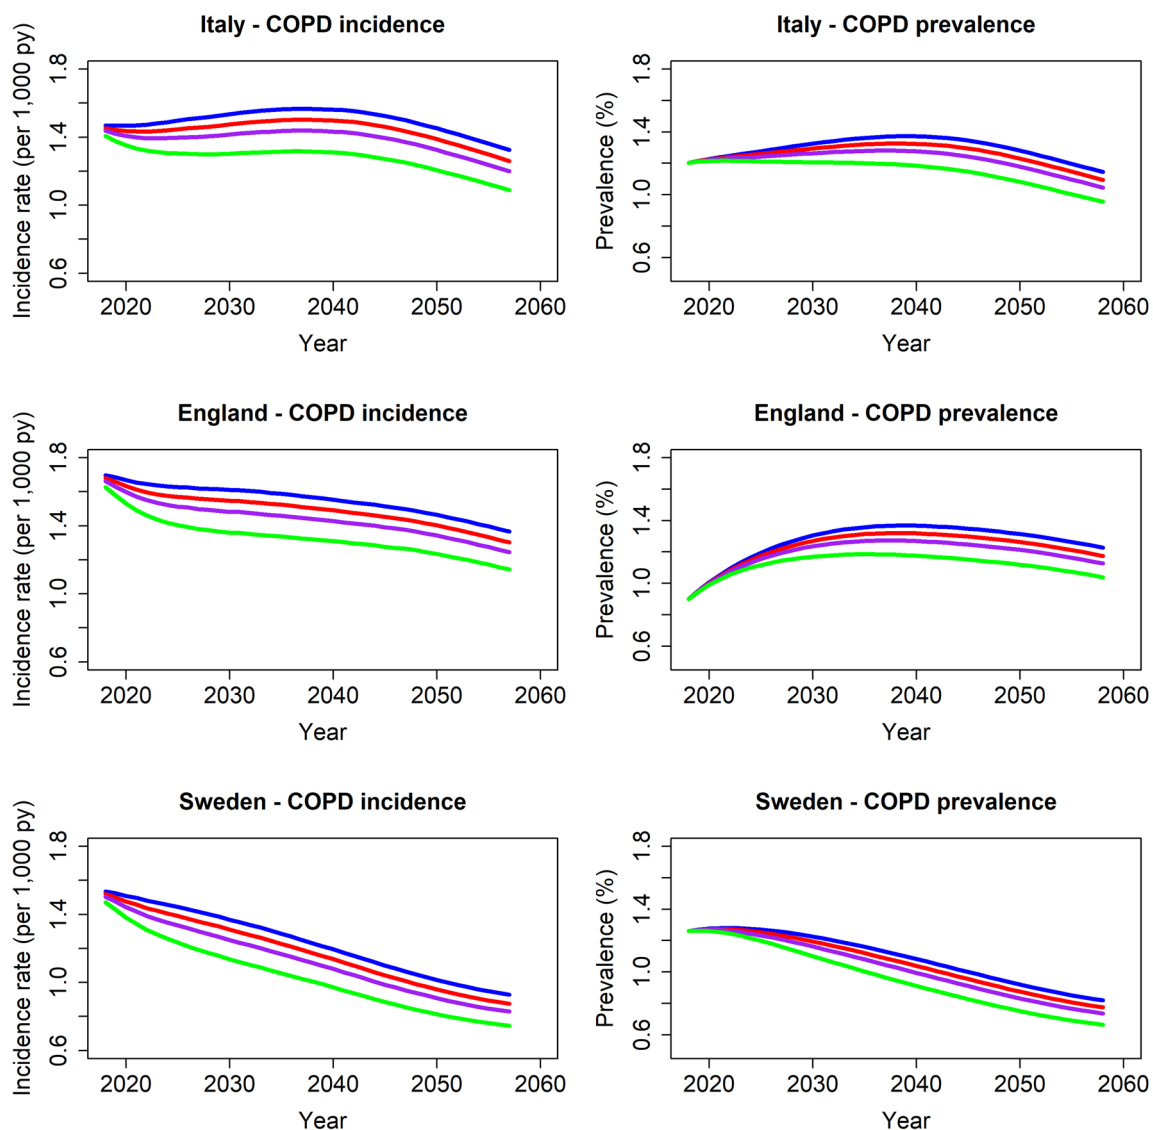 Italy - COPD incidence
Incidence rate (per 1,000 py)
1.8
1.4
1.0
0.6
2020 2030 2040 2050 2060
Year
Italy - COPD prevalence
Prevalence (%)
1.8
1.4
1.0
0.6
2020 2030 2040 2050 2060
Year
England - COPD incidence
Incidence rate (per 1,000 py)
1.8
1.4
1.0
0.6
2020 2030 2040 2050 2060
Year
England - COPD prevalence
Prevalence (%)
1.8
1.4
1.0
0.6
2020 2030 2040 2050 2060
Year
Sweden - COPD incidence
Incidence rate (per 1,000 py)
1.8
1.4
1.0
0.6
2020 2030 2040 2050 2060
Year
Sweden - COPD prevalence
Prevalence (%)
1.8
1.4
1.0
0.6
2020 2030 2040 2050 2060
Year